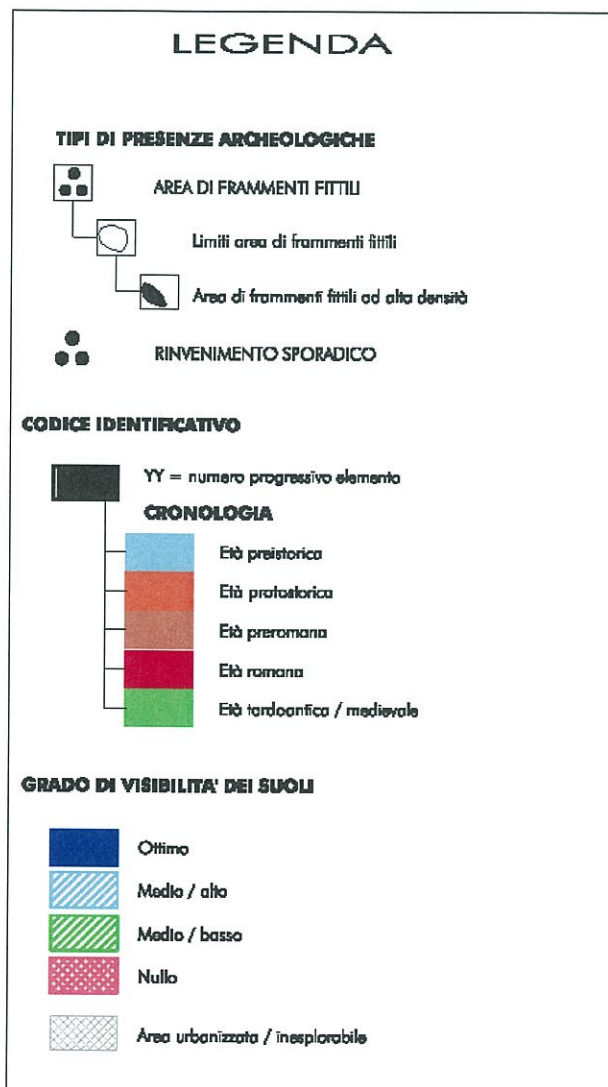 LEGENDA
TIPI DI PRESENZE ARCHEOLOGICHE
AREA DI FRAMMENTI FITTILI
Limiti area di frammenti fittili
Area di frammenti fittili ad alta densità
RINVENIMENTO SPORADICO
CODICE IDENTIFICATIVO
YY = numero progressivo elemento
CRONOLOGIA
Età preistorica
Età protostorica
Età preromana
Età romana
Età tardoantica / medievale
GRADO DI VISIBILITA' DEI SUOLI
Ottimo
Medio / alto
Medio / basso
Nullo
Area urbanizzata / inesplorabile